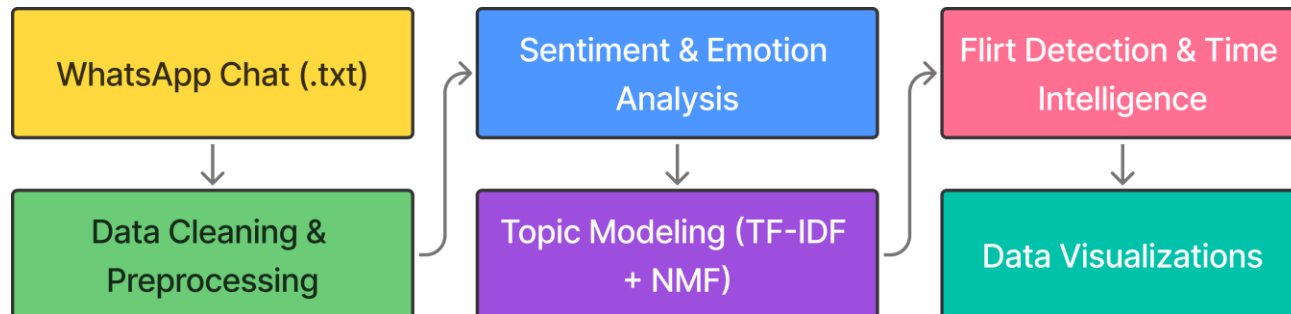 WhatsApp Chat (.txt)
Data Cleaning &
Preprocessing
Sentiment & Emotion
Analysis
Topic Modeling (TF-IDF
+ NMF)
Flirt Detection & Time
Intelligence
Data Visualizations